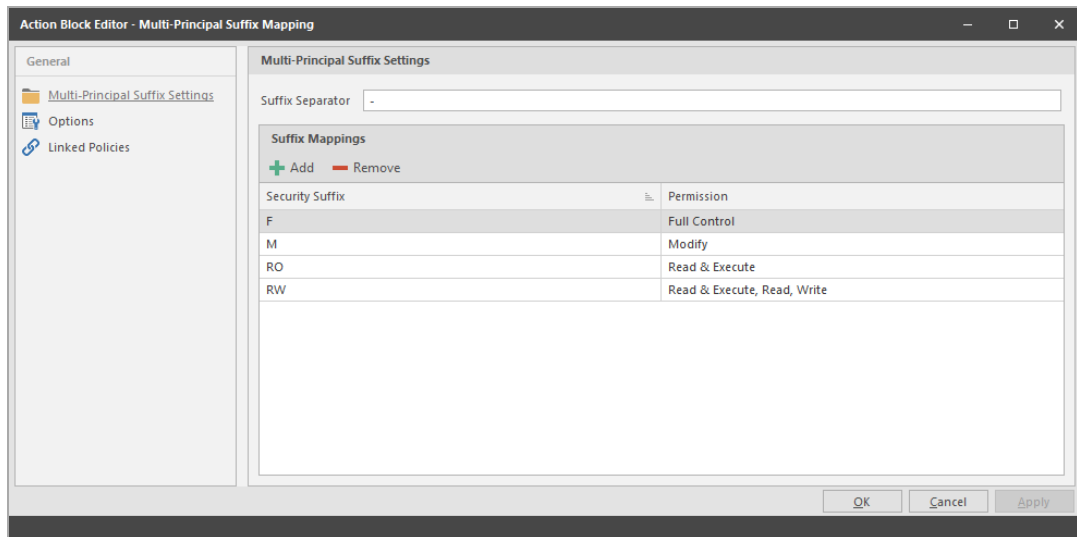 Action Block Editor - Multi-Principal Suffix Mapping
General
Multi-Principal Suffix Settings
Options
Linked Policies
Multi-Principal Suffix Settings
Suffix Separator -
Suffix Mappings
Add Remove
Security Suffix Permission
F Full Control
M Modify
RO Read & Execute
RW Read & Execute, Read, Write
OK Cancel Apply